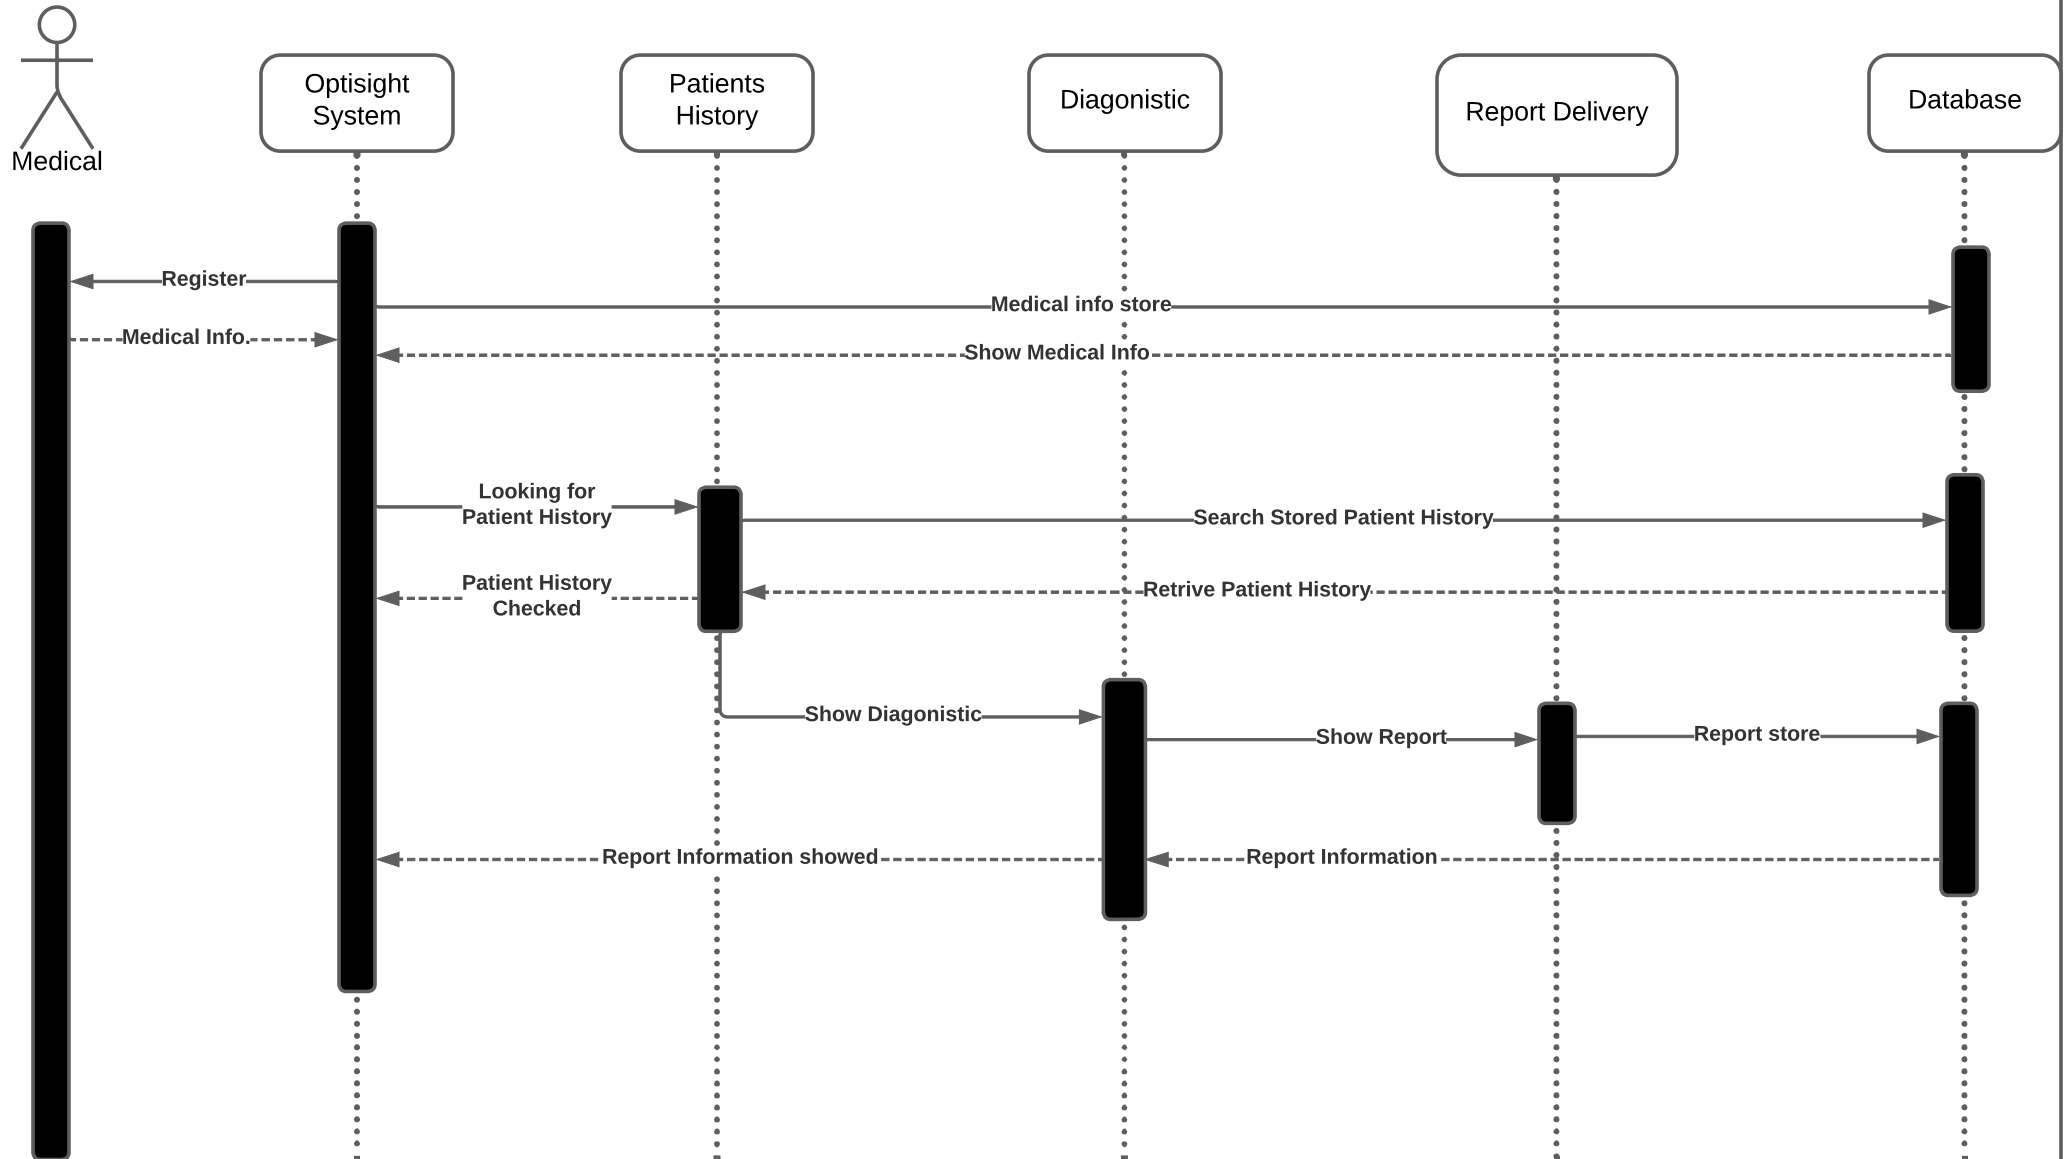 Medical
Optisight
System
Patients
History
Diagonistic
Report Delivery
Database
Register
Medical info store
Medical Info.
Show Medical Info
Looking for
Patient History
Search Stored Patient History
Patient History
Checked
Retrive Patient History
Show Diagonistic
Show Report
Report store
Report Information showed
Report Information